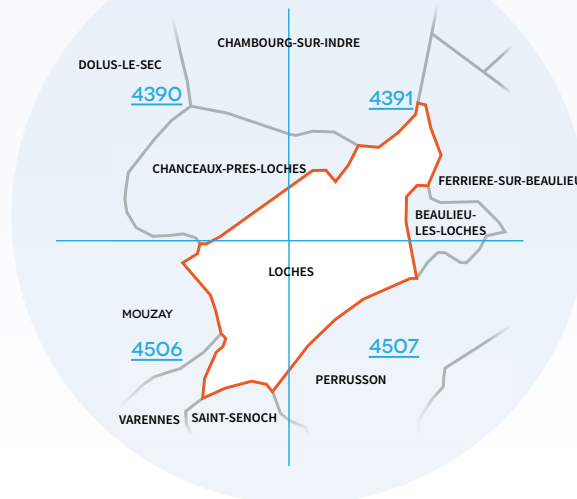 CHAMBOURG-SUR-INDRE
DOLUS-LE-SEC
4390
4391
CHANCEAUX-PRES-LOCHES
FERRIERE-SUR-BEAULIEU
BEAULIEU-
LES-LOCHES
LOCHES
MOUZAY
4506
4507
PERRUSSON
VARENNES
SAINT-SENOCH